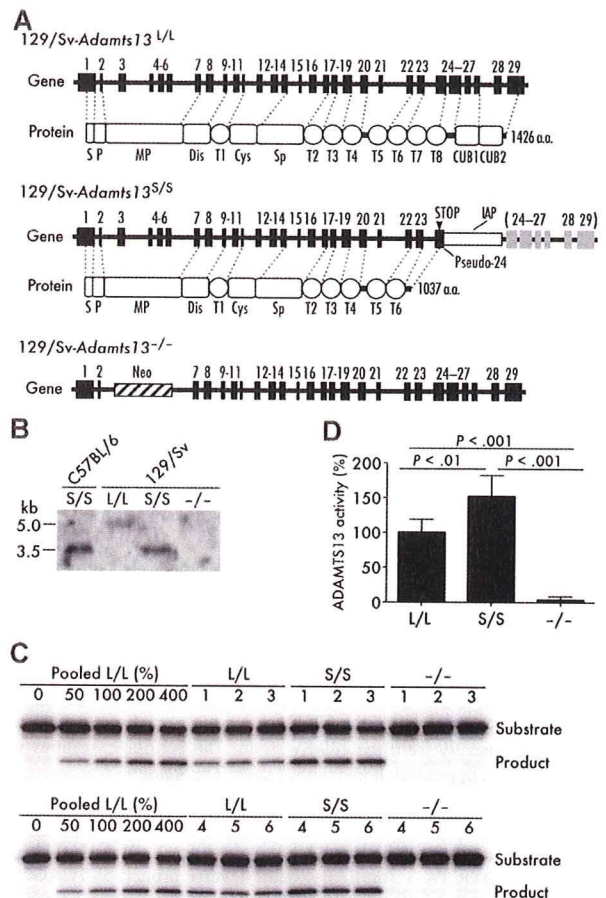 A
129/Sv-Adamts13 L/L
1 2 3 4-6 7 8 9-11 12-14 15 16 17-19 20 21 22 23 24–27 28 29
Gene
Protein
1426 a.a.
S P MP Dis T1 Cys Sp T2 T3 T4 T5 T6 T7 T8 CUB1 CUB2
129/Sv-Adamts13 S/S
STOP IAP
1 2 3 4-6 7 8 9-11 12-14 15 16 17-19 20 21 22 23 ( 24–27 28 29 )
Gene
Pseudo-24
Protein
1037 a.a.
S P MP Dis T1 Cys Sp T2 T3 T4 T5 T6
129/Sv-Adamts13 -/-
1 2 Neo 7 8 9-11 12-14 15 16 17-19 20 21 22 23 24–27 28 29
Gene
B
C57BL/6 129/Sv
S/S L/L S/S -/-
kb
5.0
3.5
D
P < .001
P < .01 P < .001
ADAMTS13 activity (%)
200
150
100
50
0
L/L S/S -/-
C
Pooled L/L (%) L/L S/S -/-
0 50 100 200 400 1 2 3 1 2 3 1 2 3
Substrate
Product
Pooled L/L (%) L/L S/S -/-
0 50 100 200 400 4 5 6 4 5 6 4 5 6
Substrate
Product